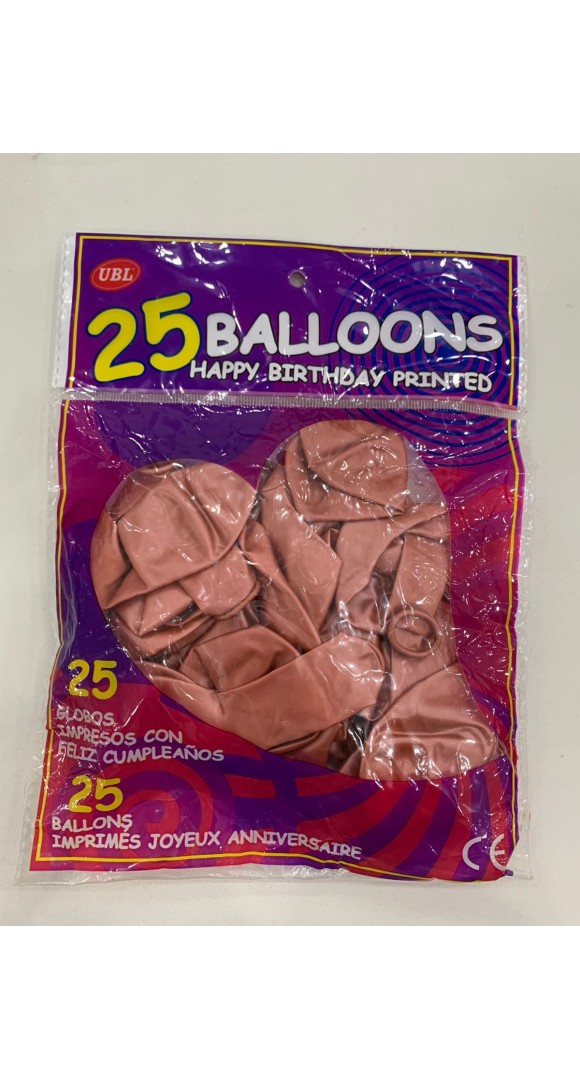 UBL
25 BALLOONS
HAPPY BIRTHDAY PRINTED
25
GLOBOS
IMPRESOS CON
FELIZ CUMPLEAÑOS
25
BALLONS
IMPRIMÉS JOYEUX ANNIVERSAIRE
CE